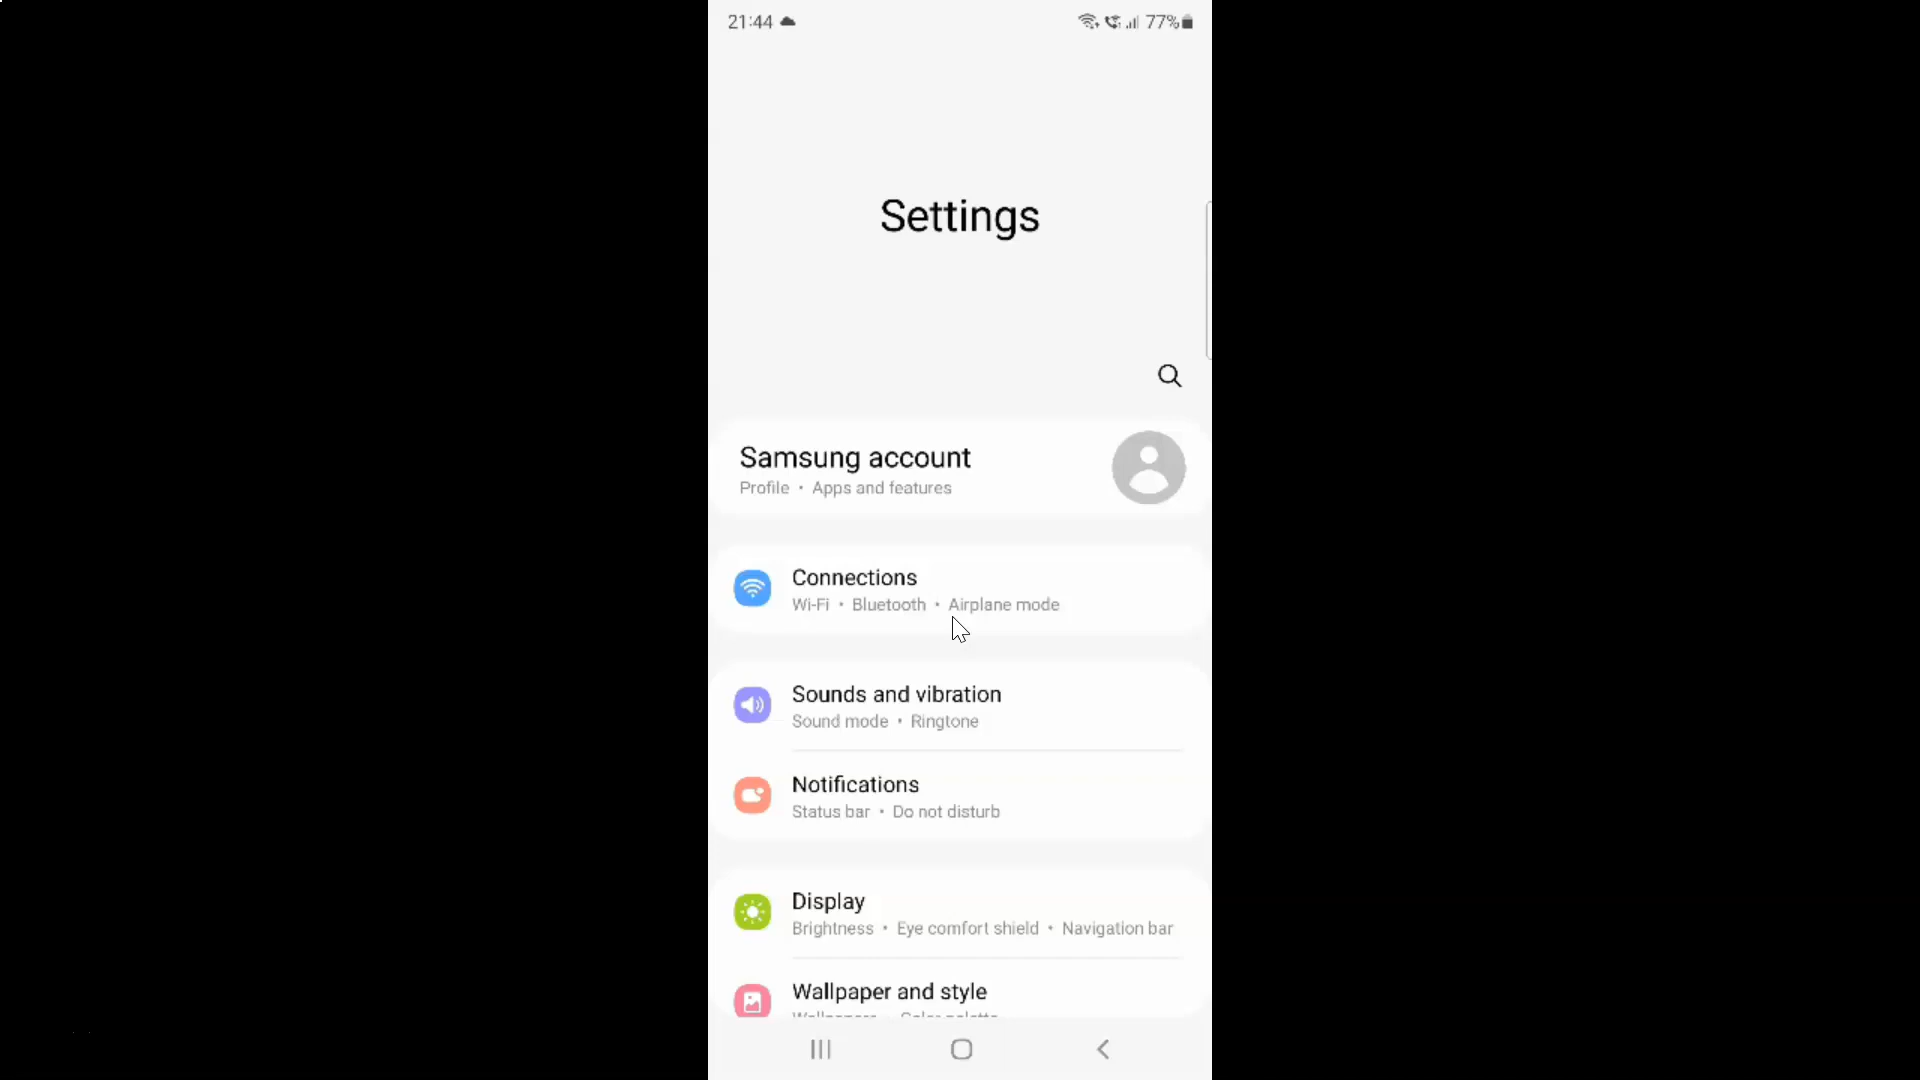 21:44 77%
Settings
Samsung account
Profile • Apps and features
Connections
Wi-Fi • Bluetooth • Airplane mode
Sounds and vibration
Sound mode • Ringtone
Notifications
Status bar • Do not disturb
Display
Brightness • Eye comfort shield • Navigation bar
Wallpaper and style